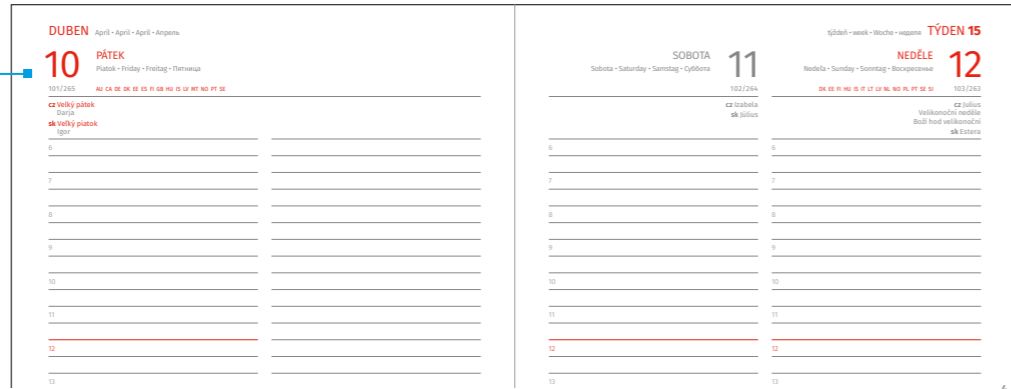 DUBEN April • April • April • Апрель
10 PÁTEK
Piatok • Friday • Freitag • Пятница
101/265 AU CA DE DK EE ES FI GB HU IS LV MT NO PT SE
cz Velký pátek
Darja
sk Veľký piatok
Igor
6
7
8
9
10
11
12
13
SOBOTA 11
Sobota • Saturday • Samstag • Суббота
102/264
cz Izabela
sk Július
6
7
8
9
10
11
12
13
týždeň • week • Woche • неделя TÝDEN 15
NEDĚLE 12
Nedeľa • Sunday • Sonntag • Воскресенье
DK EE FI HU IS IT LT LV NL NO PL PT SE SI 103/263
cz Julius
Velikonoční neděle
Boží hod velikonoční
sk Estera
6
7
8
9
10
11
12
13